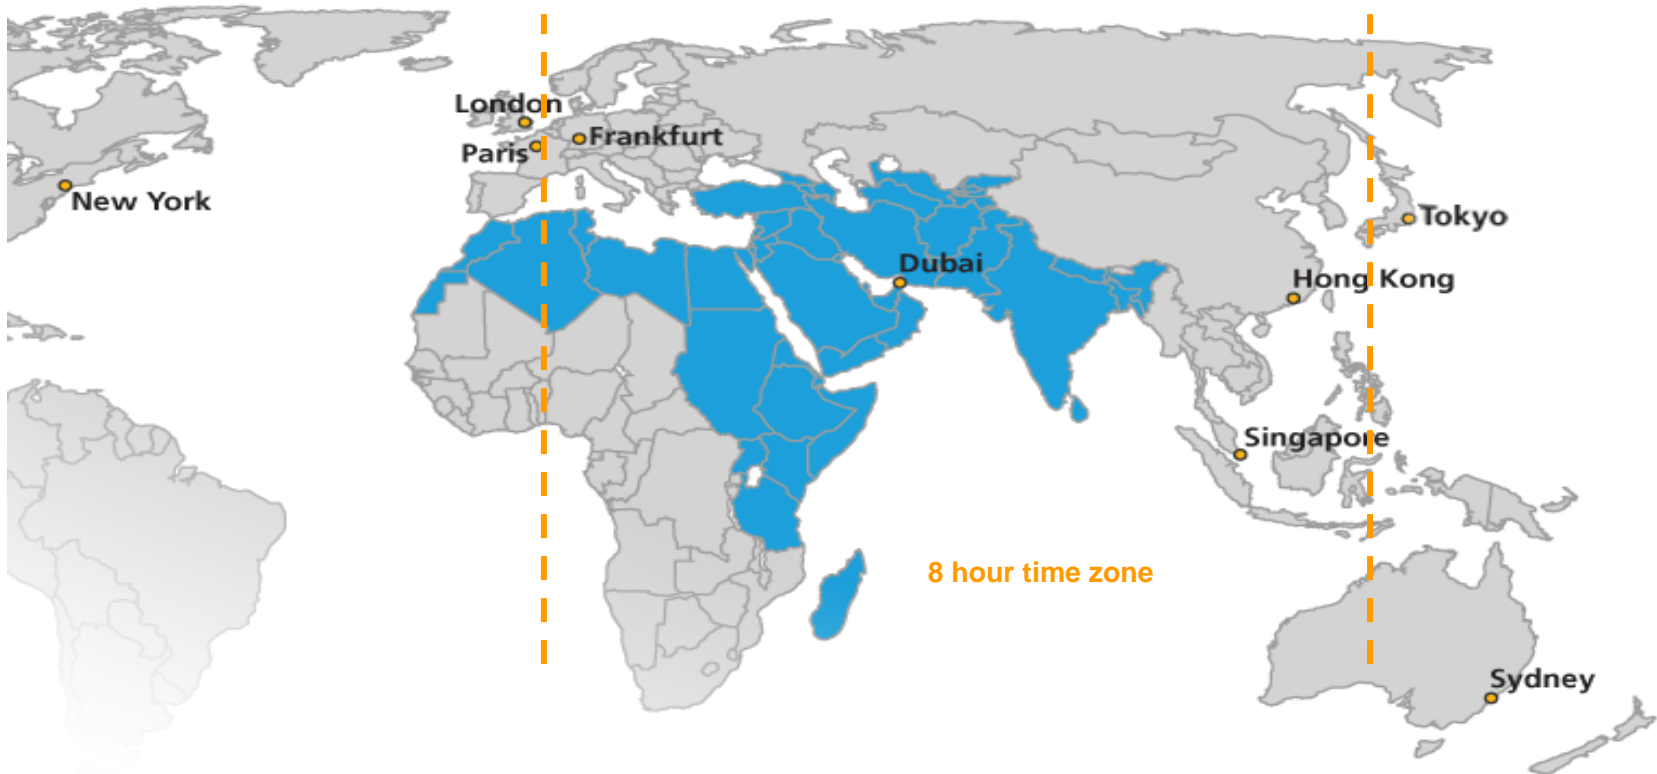 London
Frankfurt
Paris
New York
Tokyo
Dubai
Hong Kong
Singapore
8 hour time zone
Sydney